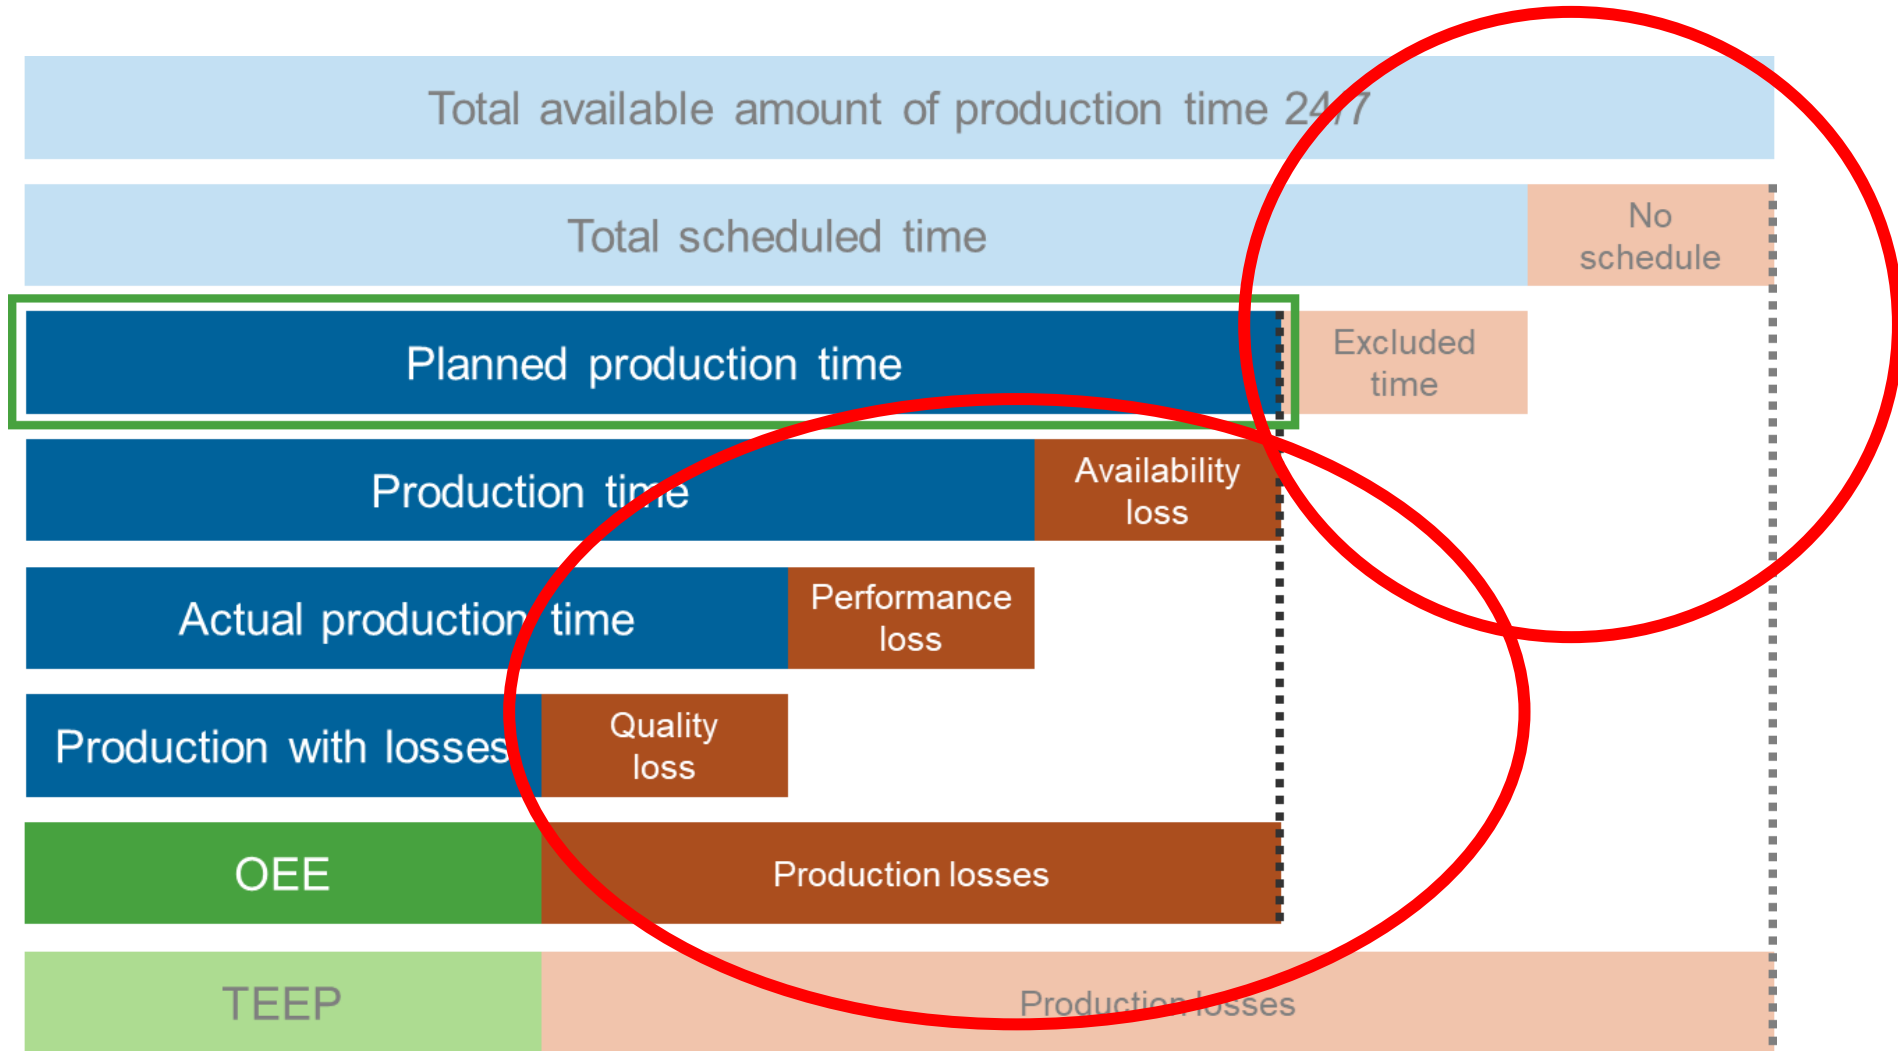 Total available amount of production time 24/7
Total scheduled time
No
schedule
Planned production time
Excluded
time
Production time
Availability
loss
Actual production time
Performance
loss
Production with losses
Quality
loss
OEE
Production losses
TEEP
Production losses